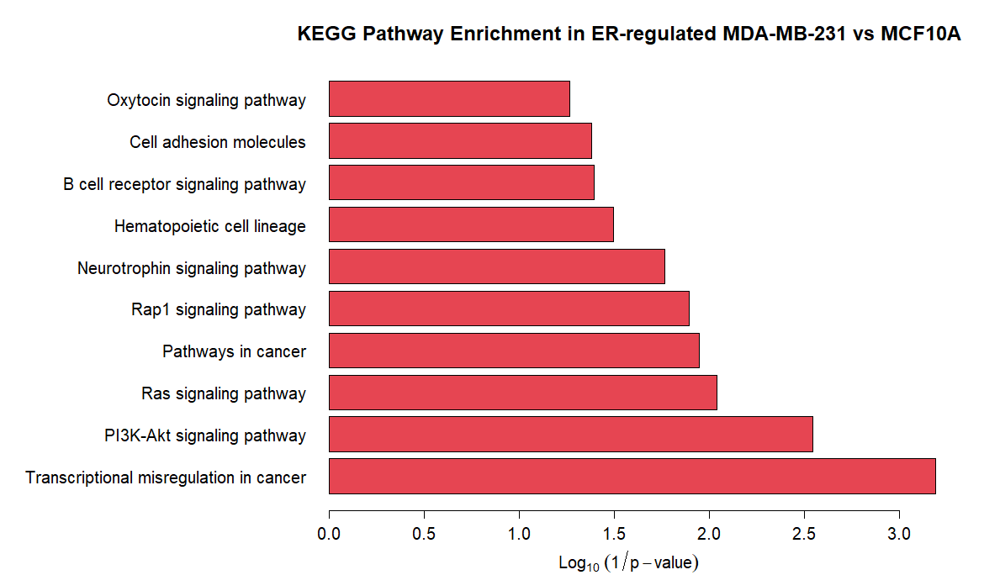 KEGG Pathway Enrichment in ER-regulated MDA-MB-231 vs MCF10A
Oxytocin signaling pathway
Cell adhesion molecules
B cell receptor signaling pathway
Hematopoietic cell lineage
Neurotrophin signaling pathway
Rap1 signaling pathway
Pathways in cancer
Ras signaling pathway
PI3K-Akt signaling pathway
Transcriptional misregulation in cancer
0.0 0.5 1.0 1.5 2.0 2.5 3.0
Log₁₀ (1/p−value)